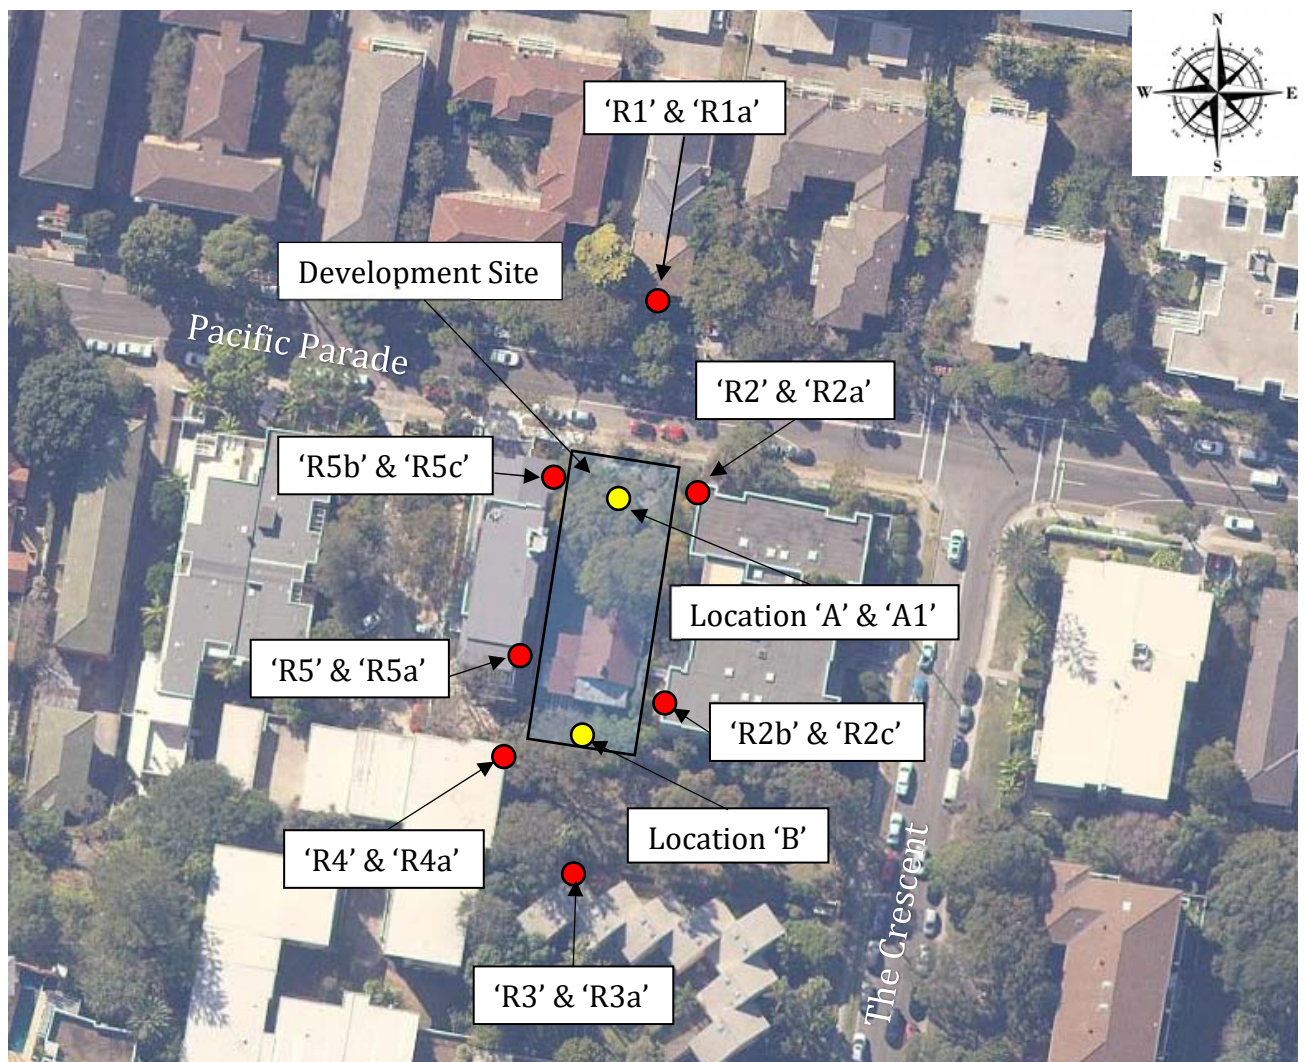 N
W
E
S
‘R1’ & ‘R1a’
Development Site
Pacific Parade
‘R2’ & ‘R2a’
‘R5b’ & ‘R5c’
Location ‘A’ & ‘A1’
‘R5’ & ‘R5a’
‘R2b’ & ‘R2c’
Location ‘B’
‘R4’ & ‘R4a’
The Crescent
‘R3’ & ‘R3a’